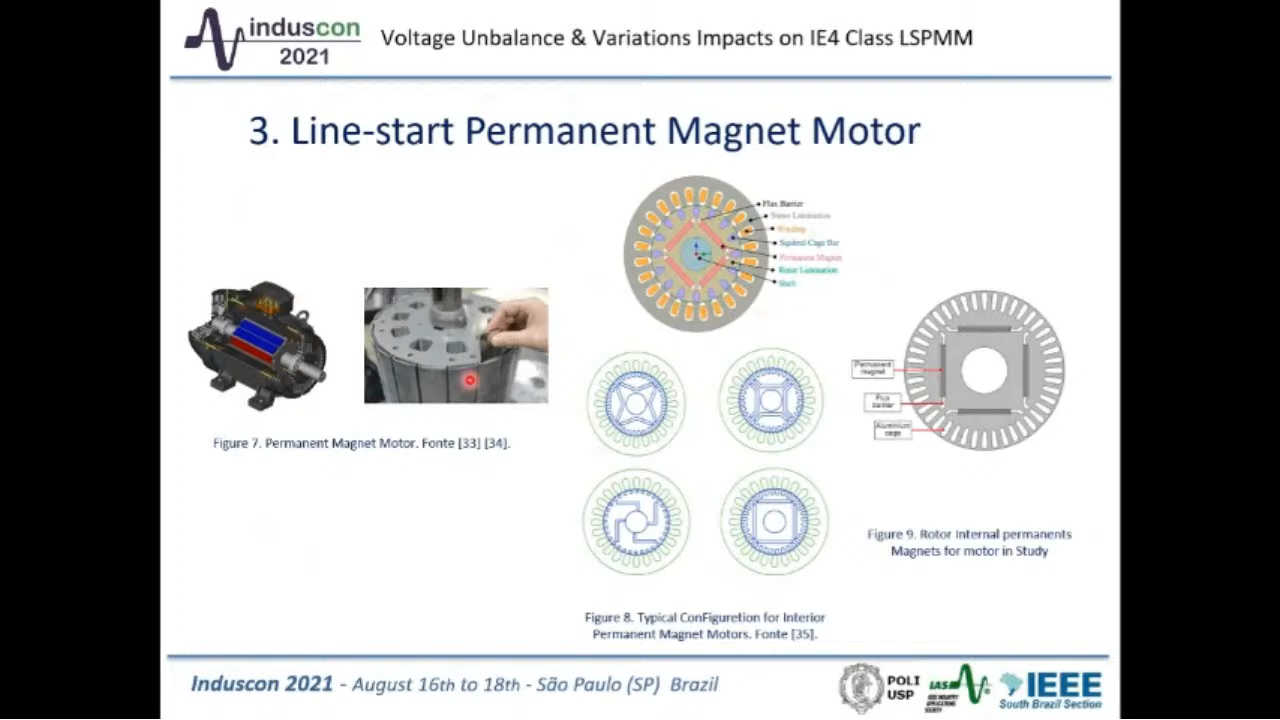 induscon
2021
Voltage Unbalance & Variations Impacts on IE4 Class LSPMM
3. Line-start Permanent Magnet Motor
Flux Barrier
Stator Lamination
Winding
Squirrel Cage Bar
Permanent Magnet
Rotor Lamination
Shaft
Permanent
magnet
Flux
barrier
Aluminium
cage
Figure 7. Permanent Magnet Motor. Fonte [33] [34].
Figure 9. Rotor Internal permanents
Magnets for motor in Study
Figure 8. Typical ConFiguretion for Interior
Permanent Magnet Motors. Fonte [35].
Induscon 2021 - August 16th to 18th - São Paulo (SP) Brazil
POLI
USP
IAS
IEEE INDUSTRY
APPLICATIONS
SOCIETY
IEEE
South Brazil Section